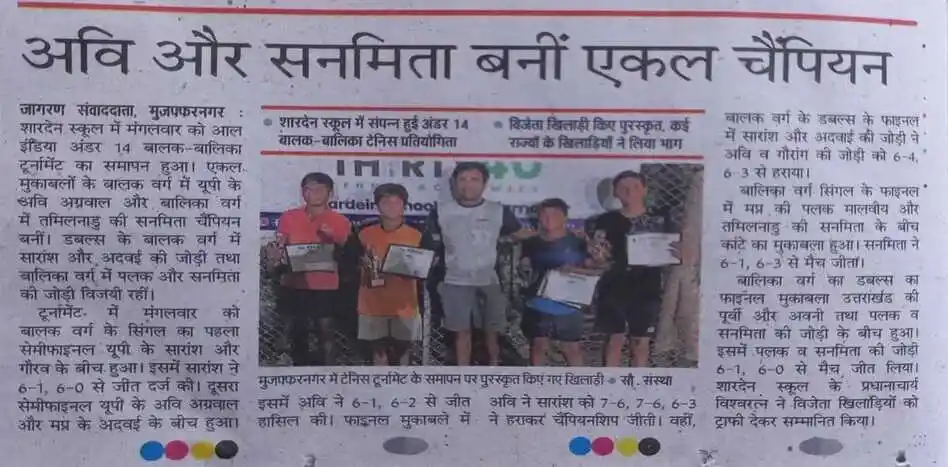 अवि और सनमिता बनीं एकल चैंपियन
जागरण संवाददाता, मुजफ्फरनगर :
शारदेन स्कूल में मंगलवार को आल
इंडिया अंडर 14 बालक-बालिका
टूर्नामेंट का समापन हुआ। एकल
मुकाबलों के बालक वर्ग में यूपी के
अवि अग्रवाल और बालिका वर्ग
में तमिलनाडु की सनमिता चैंपियन
बनीं। डबल्स के बालक वर्ग में
सारांश और अदवाई की जोड़ी तथा
बालिका वर्ग में पलक और सनमिता
की जोड़ी विजयी रहीं।
टूर्नामेंट में मंगलवार को
बालक वर्ग के सिंगल का पहला
सेमीफाइनल यूपी के सारांश और
गौरव के बीच हुआ। इसमें सारांश ने
6-1, 6-0 से जीत दर्ज की। दूसरा
सेमीफाइनल यूपी के अवि अग्रवाल
और मप्र के अदवाई के बीच हुआ।
शारदेन स्कूल में संपन्न हुई अंडर 14
बालक-बालिका टेनिस प्रतियोगिता
विजेता खिलाड़ी किए पुरस्कृत, कई
राज्यों के खिलाड़ियों ने लिया भाग
मुजफ्फरनगर में टेनिस टूर्नामेंट के समापन पर पुरस्कृत किए गए खिलाड़ी ● सौ. संस्था
इसमें अवि ने 6-1, 6-2 से जीत
हासिल की। फाइनल मुकाबले में
अवि ने सारांश को 7-6, 7-6, 6-3
ने हराकर चैंपियनशिप जीती। वहीं,
बालक वर्ग के डबल्स के फाइनल
में सारांश और अदवाई की जोड़ी ने
अवि व गौरांग की जोड़ी को 6-4,
6-3 से हराया।
बालिका वर्ग सिंगल के फाइनल
में मप्र की पलक मालवीय और
तमिलनाडु की सनमिता के बीच
कांटे का मुकाबला हुआ। सनमिता ने
6-1, 6-3 से मैच जीता।
बालिका वर्ग का डबल्स का
फाइनल मुकाबला उत्तराखंड की
पूर्वी और अवनी तथा पलक व
सनमिता की जोड़ी के बीच हुआ।
इसमें पलक व सनमिता की जोड़ी
6-1, 6-0 से मैच जीत लिया।
शारदेन स्कूल के प्रधानाचार्य
विश्वरत्न ने विजेता खिलाड़ियों को
ट्राफी देकर सम्मानित किया।